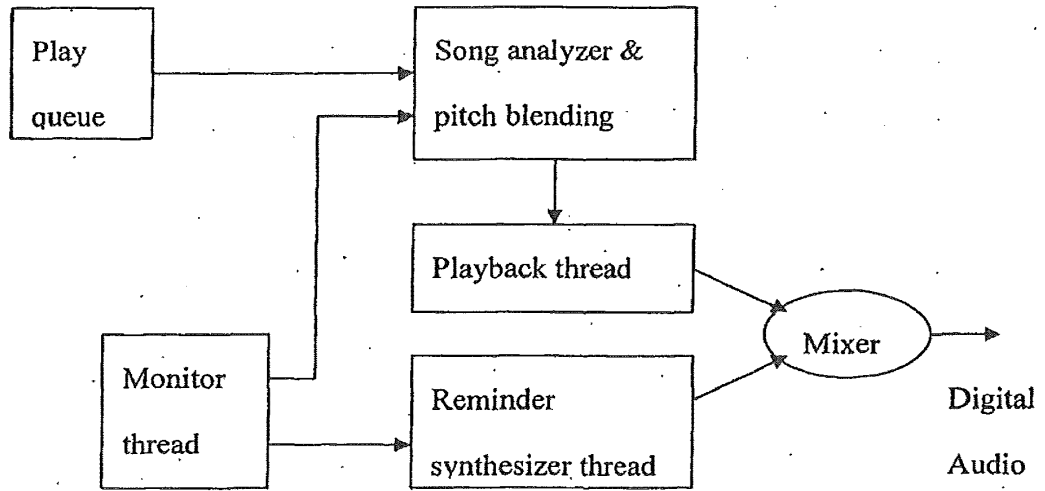 Play
queue
Song analyzer &
pitch blending
Playback thread
Mixer
Monitor
thread
Reminder
synthesizer thread
Digital
Audio